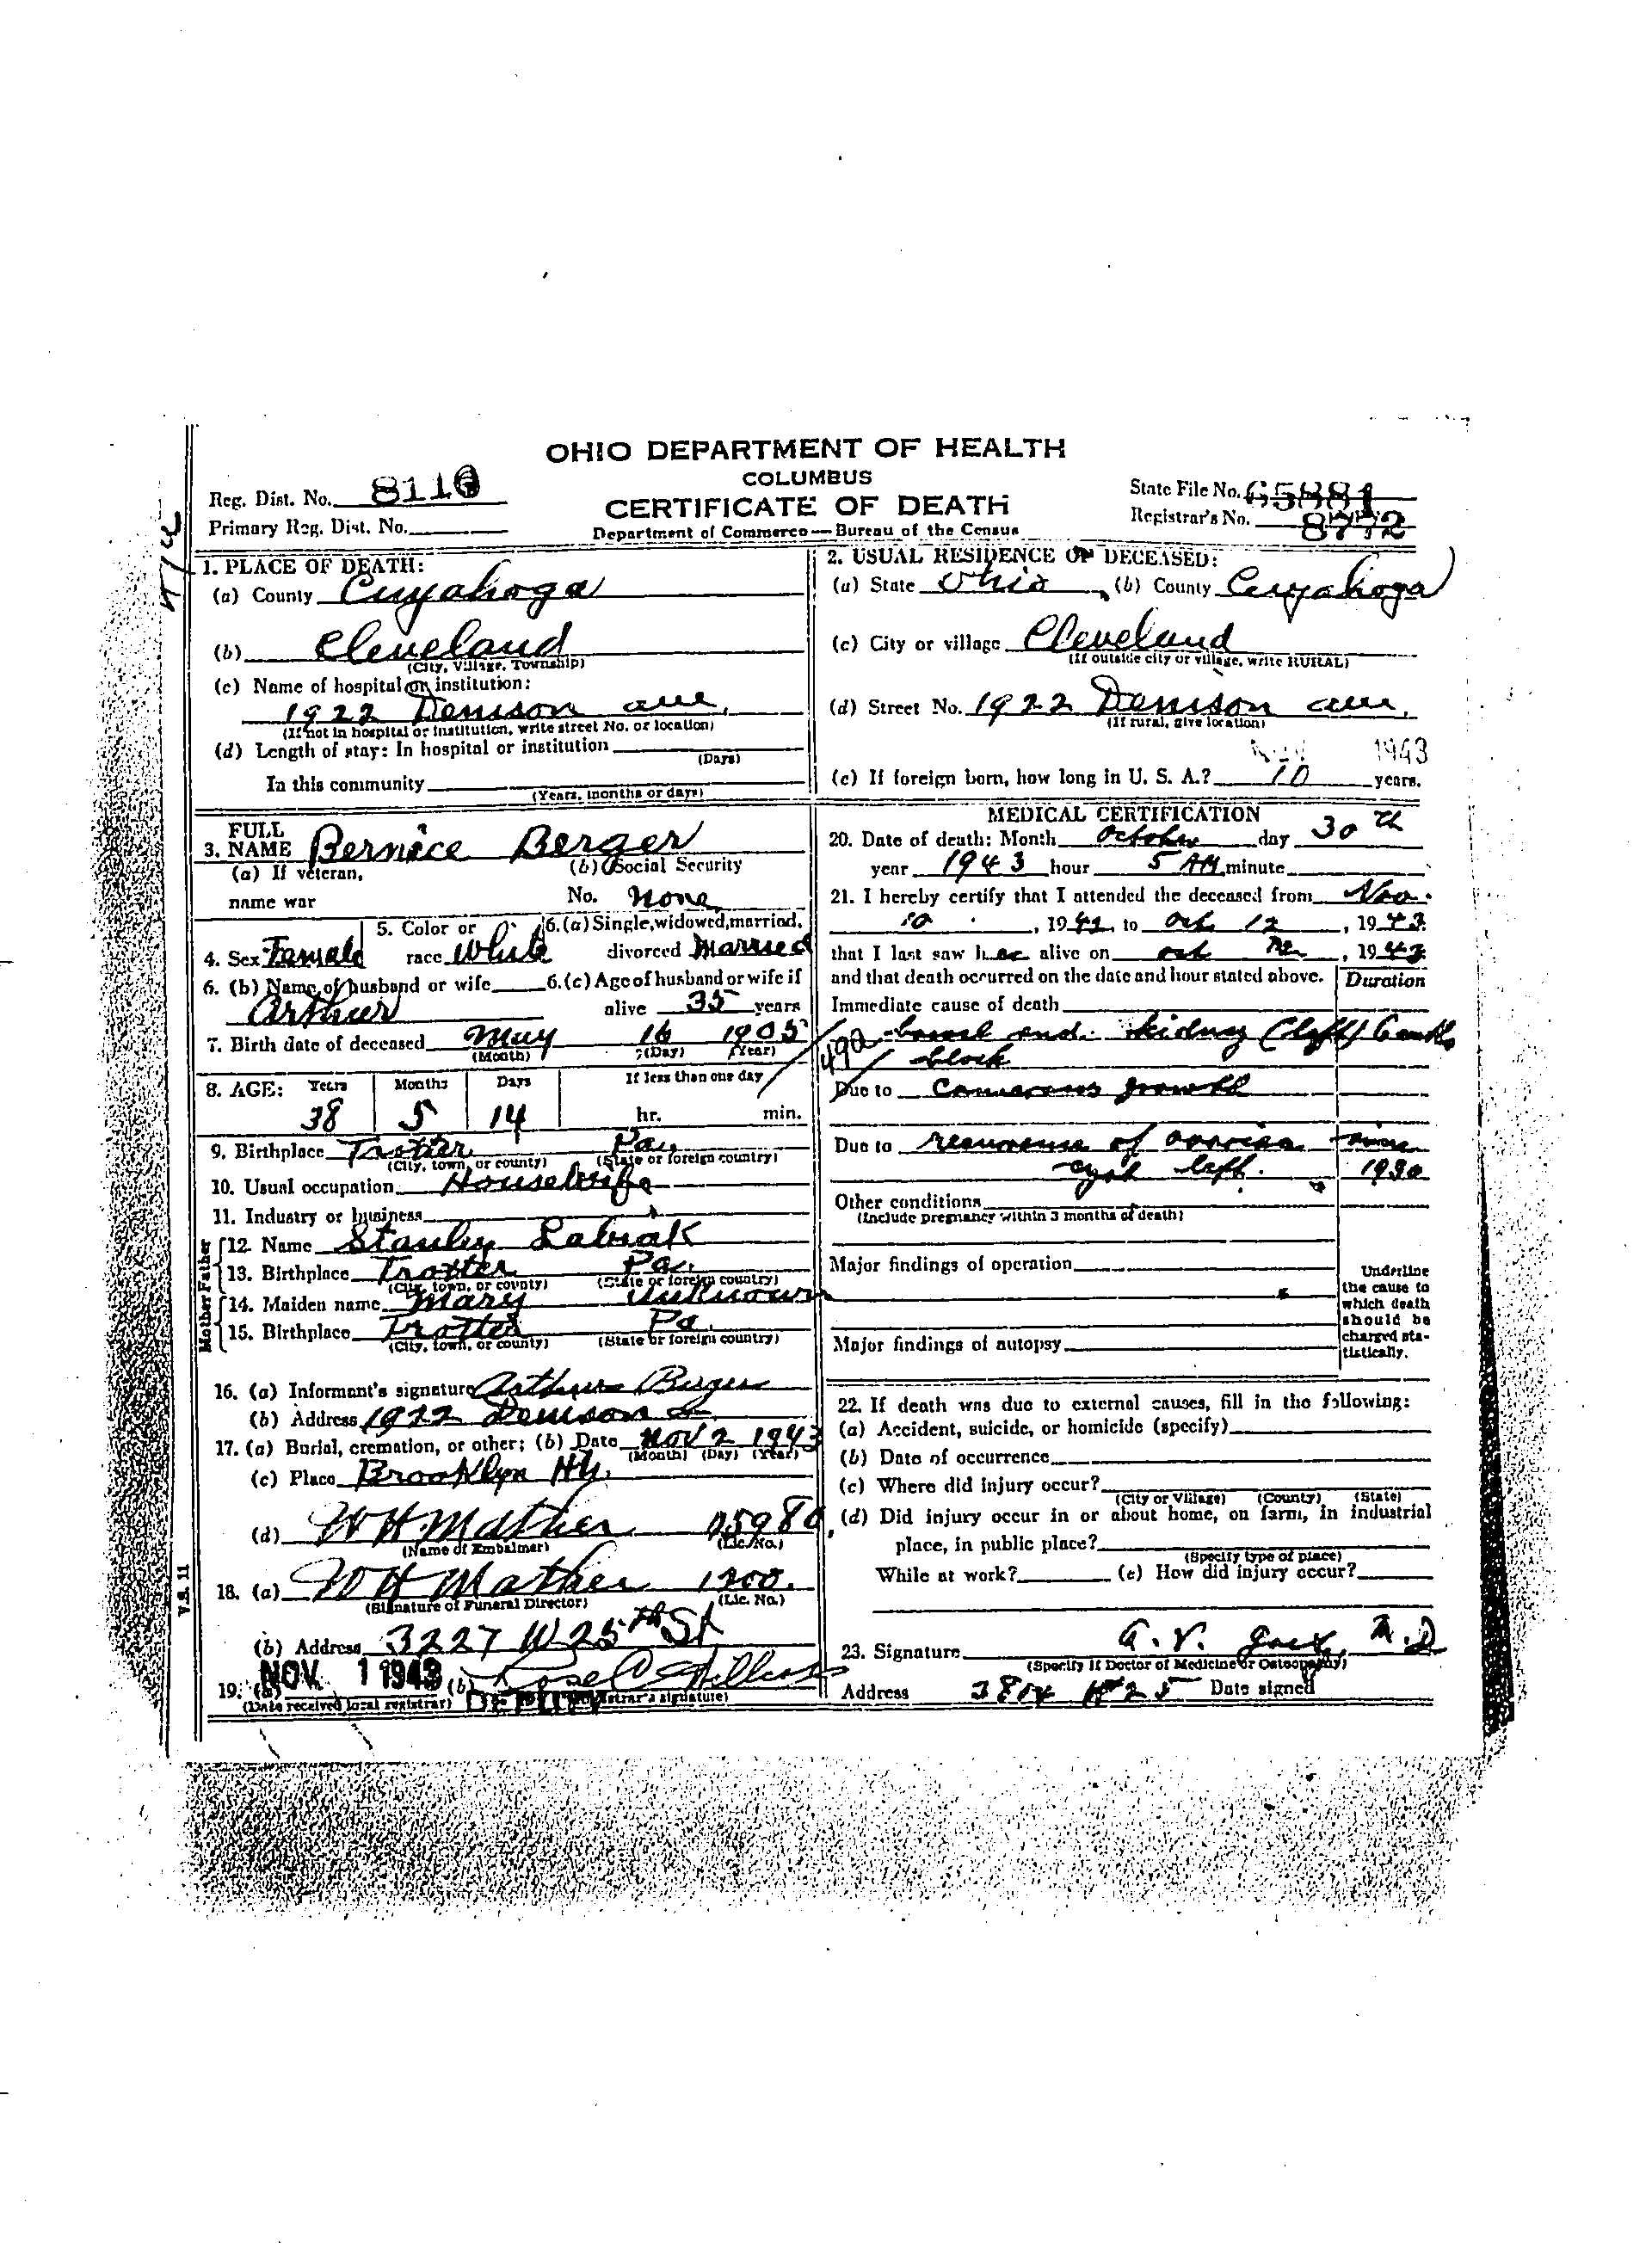 OHIO DEPARTMENT OF HEALTH
COLUMBUS
CERTIFICATE OF DEATH
Department of Commerce — Bureau of the Census
Reg. Dist. No. 8110
Primary Reg. Dist. No.
State File No. 65881
Registrar's No. 8772
1. PLACE OF DEATH:
(a) County Cuyahoga
(b) Cleveland
(City, Village, Township)
(c) Name of hospital or institution:
1922 Denison ave.
(If not in hospital or institution, write street No. or location)
(d) Length of stay: In hospital or institution
(Days)
In this community
(Years, months or days)
2. USUAL RESIDENCE OF DECEASED:
(a) State Ohio, (b) County Cuyahoga
(c) City or village Cleveland
(If outside city or village, write RURAL)
(d) Street No. 1922 Denison ave.
(If rural, give location)
1943
(e) If foreign born, how long in U. S. A.? 10 years.
3. FULL NAME Bernice Berger
(a) If veteran, name war
(b) Social Security No. None
4. Sex Female
5. Color or race White
6. (a) Single, widowed, married, divorced Married
6. (b) Name of husband or wife Arthur
6. (c) Age of husband or wife if alive 35 years
7. Birth date of deceased May 16 1905
(Month) (Day) (Year)
8. AGE: Years Months Days If less than one day
38 5 14 hr. min.
9. Birthplace Trotter Pa.
(City, town, or county) (State or foreign country)
10. Usual occupation Housewife
11. Industry or business
Father
12. Name Stanley Labuak
13. Birthplace Trotter Pa.
(City, town, or county) (State or foreign country)
Mother
14. Maiden name Mary Unknown
15. Birthplace Trotter Pa.
(City, town, or county) (State or foreign country)
16. (a) Informant's signature Arthur Berger
(b) Address 1922 Denison
17. (a) Burial, cremation, or other; (b) Date Nov 2 1943
(Month) (Day) (Year)
(c) Place Brooklyn Hts.
(d) W H Mather 5980
(Name of Embalmer) (Lic. No.)
18. (a) W H Mather 1200.
(Signature of Funeral Director) (Lic. No.)
(b) Address 3227 W 25th St
19. (a) NOV. 1 1943 (b)
(Date received local registrar) DEPUTY (Registrar's signature)
V.S. 11
MEDICAL CERTIFICATION
20. Date of death: Month October day 30th
year 1943 hour 5 AM minute
21. I hereby certify that I attended the deceased from Nov.
10, 1941, to Oct. 12, 1943
that I last saw her alive on Oct. 12, 1943
and that death occurred on the date and hour stated above. Duration
Immediate cause of death
bowel and kidney (left)
block
Due to Cancerous growth
Due to recurrence of ovarian since
cyst left. 1930
Other conditions
(Include pregnancy within 3 months of death)
Major findings of operation
Major findings of autopsy
Underline the cause to which death should be charged statistically.
22. If death was due to external causes, fill in the following:
(a) Accident, suicide, or homicide (specify)
(b) Date of occurrence
(c) Where did injury occur?
(City or Village) (County) (State)
(d) Did injury occur in or about home, on farm, in industrial
place, in public place?
(Specify type of place)
While at work? (e) How did injury occur?
23. Signature M.D
(Specify if Doctor of Medicine or Osteopathy)
Address 3804 W 25 Date signed